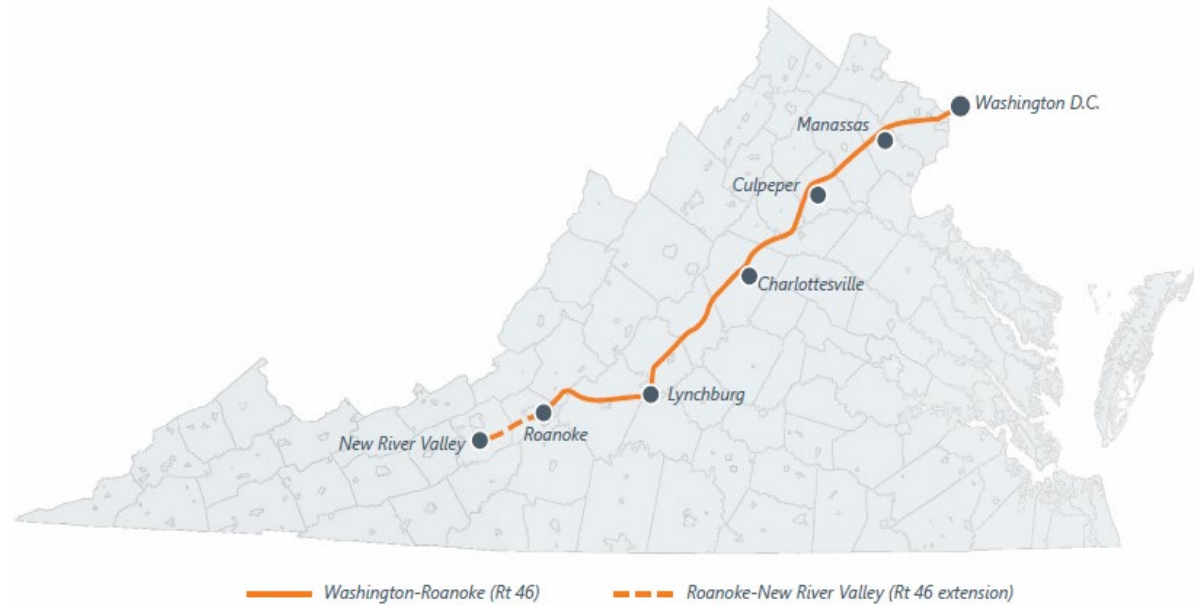 Washington D.C.
Manassas
Culpeper
Charlottesville
Lynchburg
Roanoke
New River Valley
Washington-Roanoke (Rt 46)
Roanoke-New River Valley (Rt 46 extension)